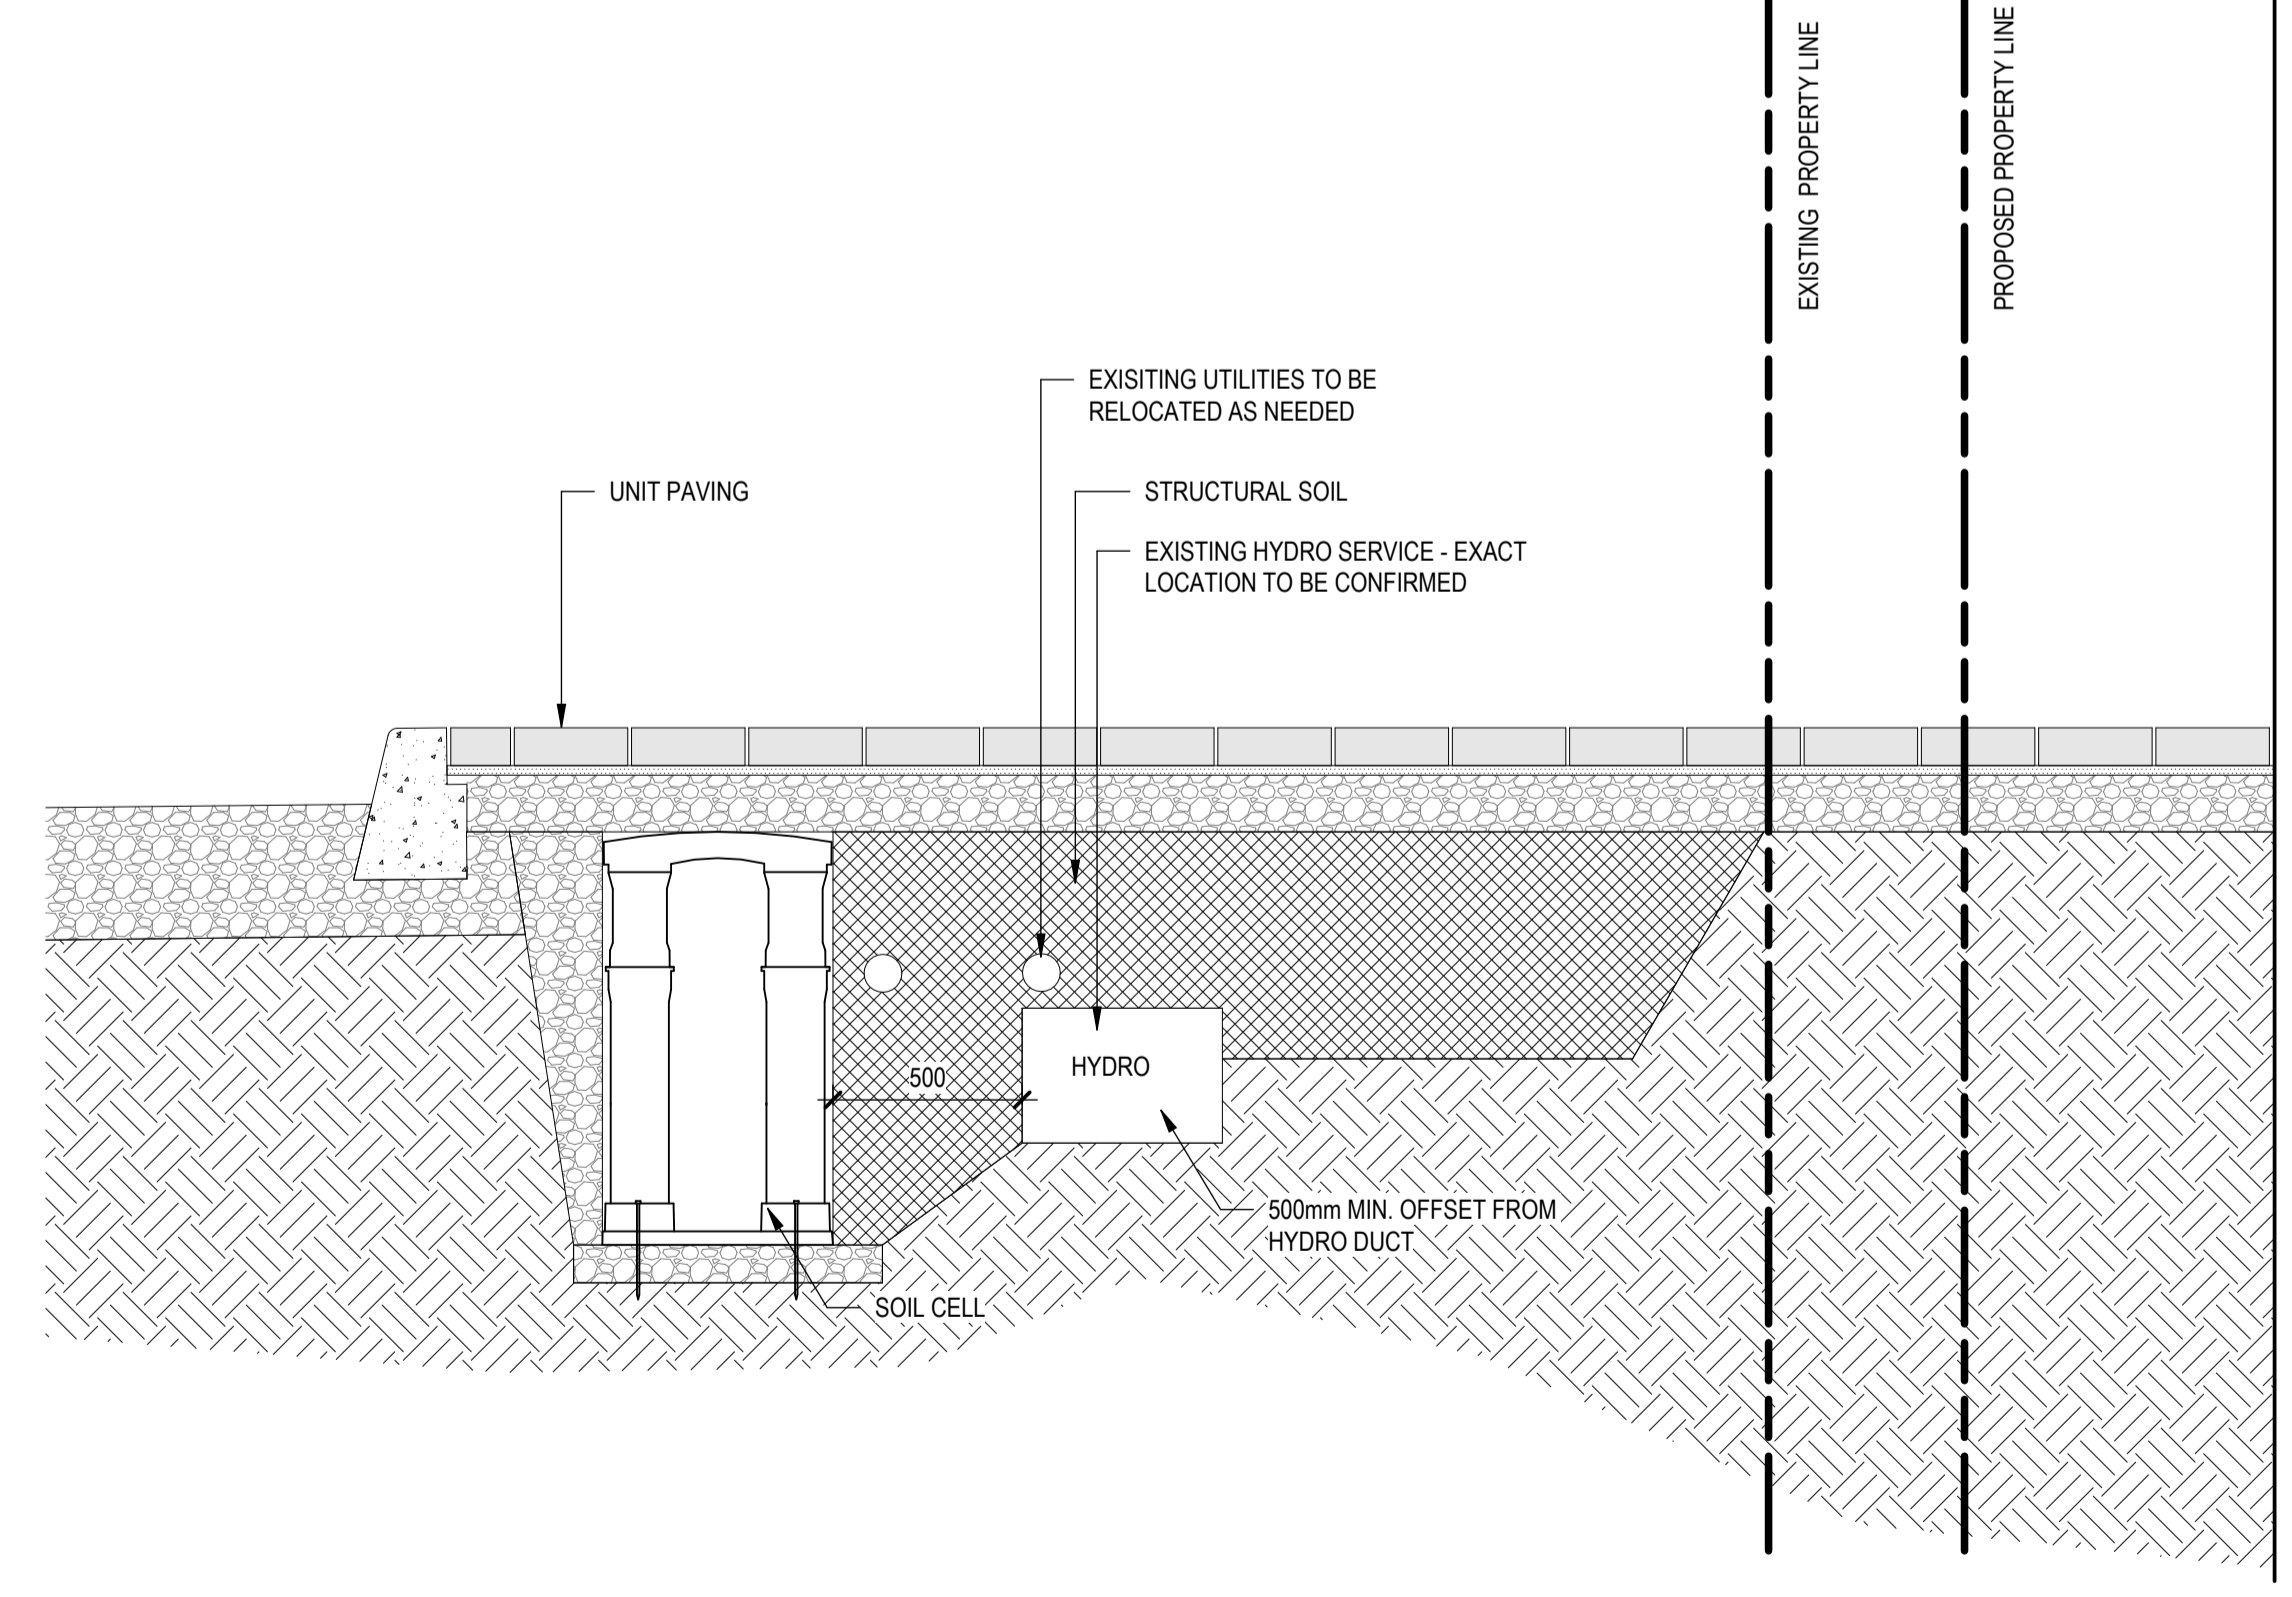 EXISTING PROPERTY LINE
PROPOSED PROPERTY LINE
EXISITING UTILITIES TO BE
RELOCATED AS NEEDED
UNIT PAVING
STRUCTURAL SOIL
EXISTING HYDRO SERVICE - EXACT
LOCATION TO BE CONFIRMED
HYDRO
500
500mm MIN. OFFSET FROM
HYDRO DUCT
SOIL CELL